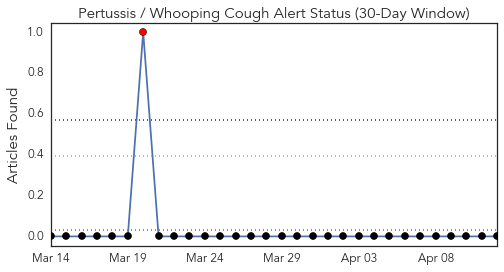 Pertussis / Whooping Cough Alert Status (30-Day Window)
Articles Found
1.0
0.8
0.6
0.4
0.2
0.0
Mar 14 Mar 19 Mar 24 Mar 29 Apr 03 Apr 08